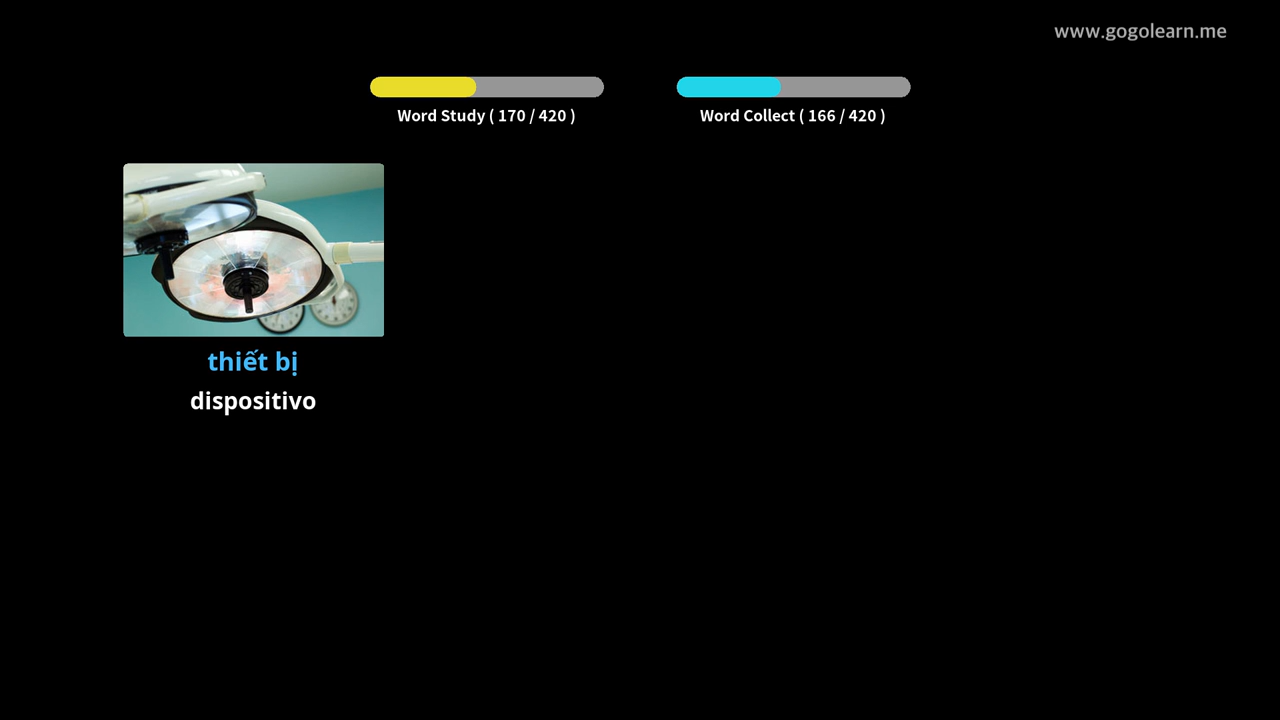 www.gogolearn.me
Word Study ( 170 / 420 )
Word Collect ( 166 / 420 )
thiết bị
dispositivo